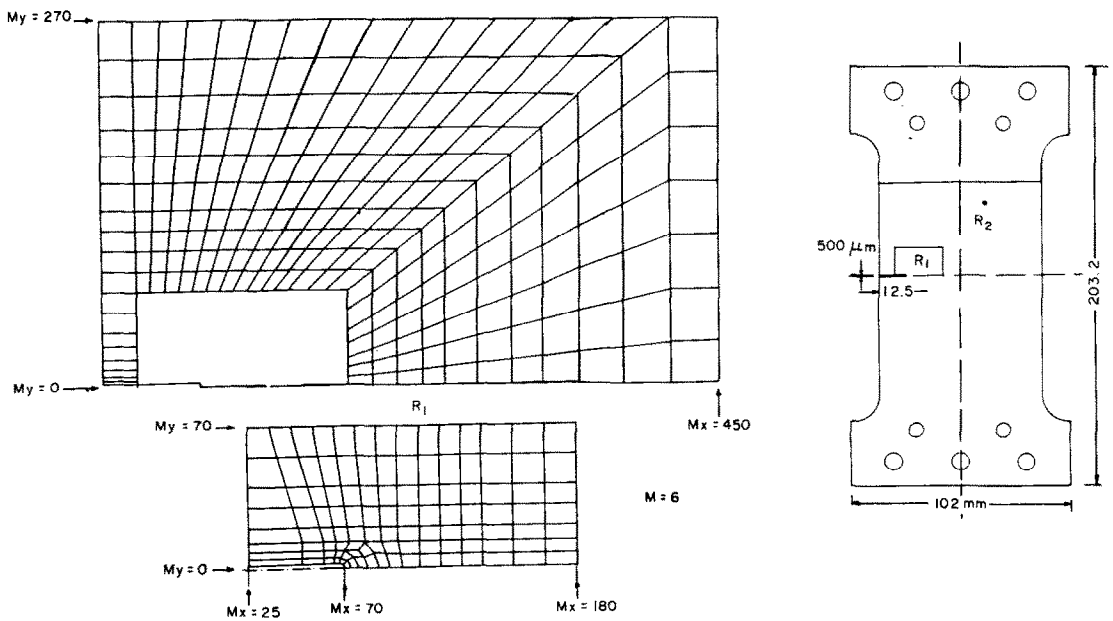 My = 270
My = 0
R1
Mx = 450
My = 70
M = 6
My = 0
Mx = 25
Mx = 70
Mx = 180
R2
500 μm
R1
12.5
203.2
102 mm